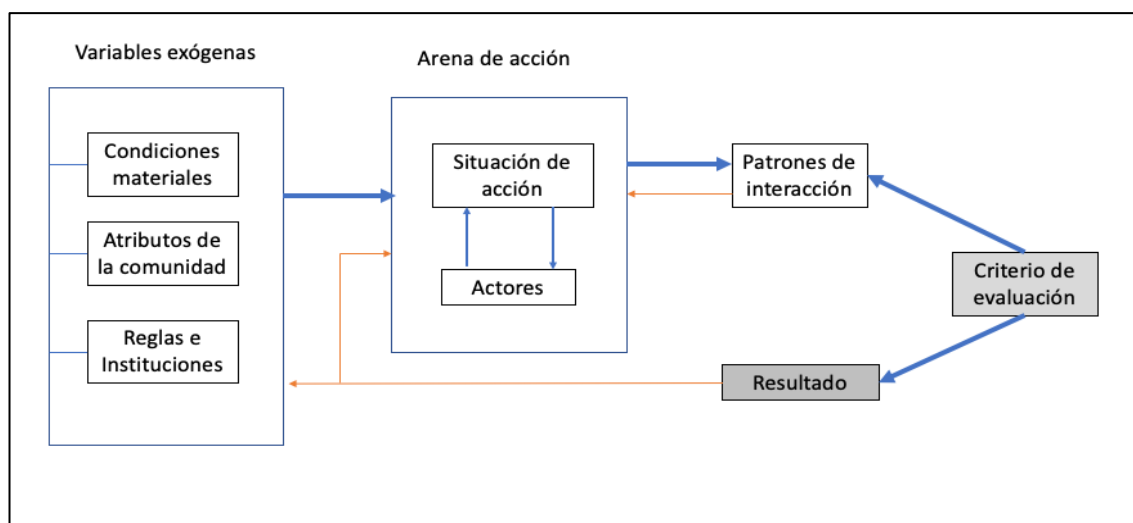 Variables exógenas
Condiciones
materiales
Atributos de
la comunidad
Reglas e
Instituciones
Arena de acción
Situación de
acción
Actores
Patrones de
interacción
Criterio de
evaluación
Resultado